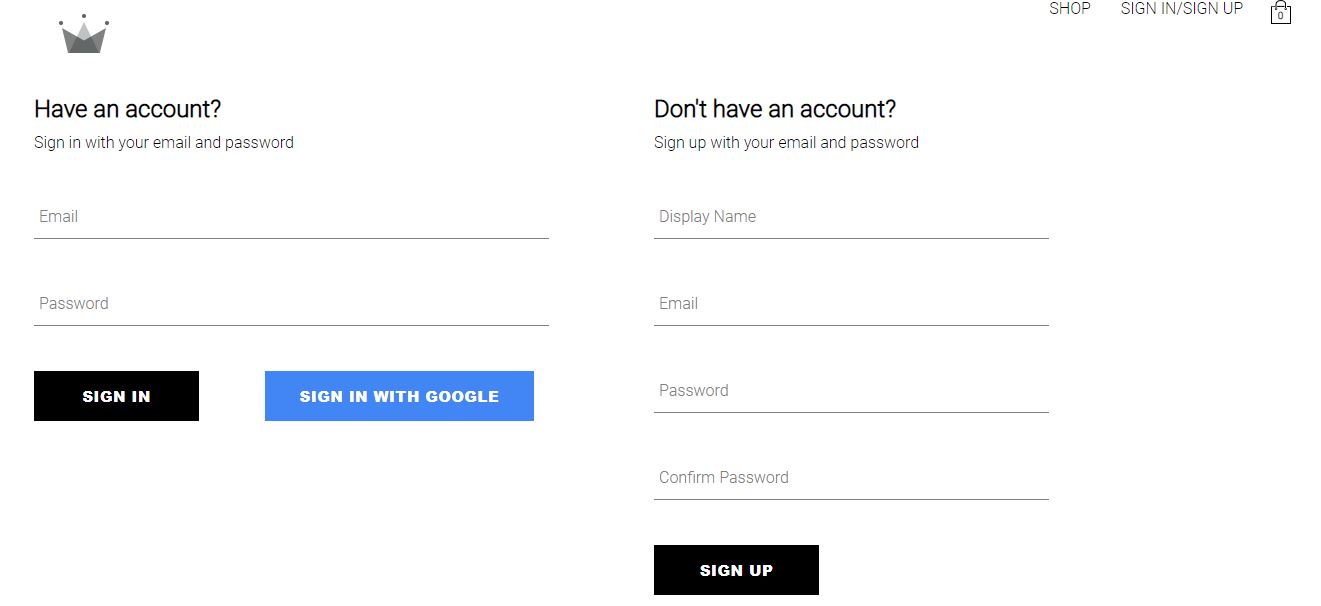 SHOP
SIGN IN/SIGN UP
0
Have an account?
Sign in with your email and password
Email
Password
SIGN IN
SIGN IN WITH GOOGLE
Don't have an account?
Sign up with your email and password
Display Name
Email
Password
Confirm Password
SIGN UP